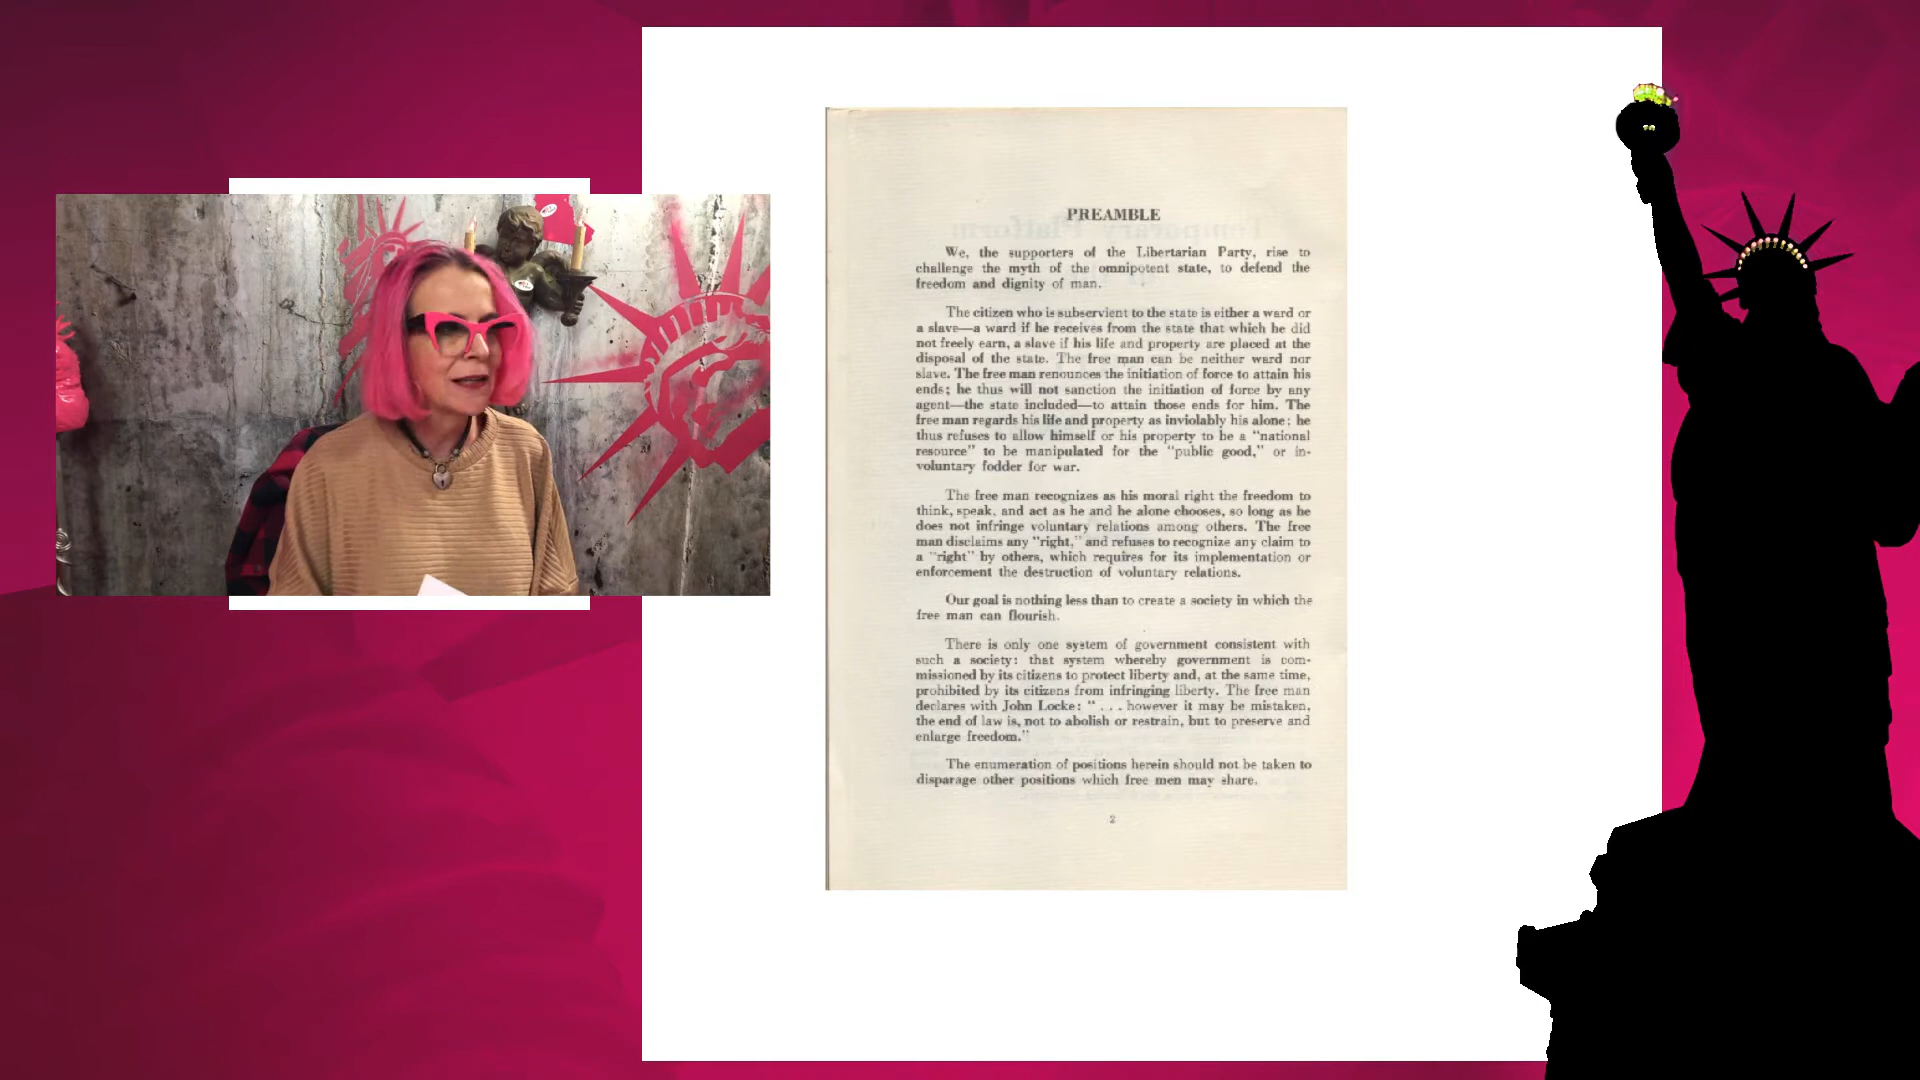 PREAMBLE
We, the supporters of the Libertarian Party, rise to
challenge the myth of the omnipotent state, to defend the
freedom and dignity of man.
The citizen who is subservient to the state is either a ward or
a slave—a ward if he receives from the state that which he did
not freely earn, a slave if his life and property are placed at the
disposal of the state. The free man can be neither ward nor
slave. The free man renounces the initiation of force to attain his
ends; he thus will not sanction the initiation of force by any
agent—the state included—to attain those ends for him. The
free man regards his life and property as inviolably his alone; he
thus refuses to allow himself or his property to be a "national
resource" to be manipulated for the "public good," or in-
voluntary fodder for war.
The free man recognizes as his moral right the freedom to
think, speak, and act as he and he alone chooses, so long as he
does not infringe voluntary relations among others. The free
man disclaims any "right," and refuses to recognize any claim to
a "right" by others, which requires for its implementation or
enforcement the destruction of voluntary relations.
Our goal is nothing less than to create a society in which the
free man can flourish.
There is only one system of government consistent with
such a society: that system whereby government is com-
missioned by its citizens to protect liberty and, at the same time,
prohibited by its citizens from infringing liberty. The free man
declares with John Locke: " . . . however it may be mistaken,
the end of law is, not to abolish or restrain, but to preserve and
enlarge freedom."
The enumeration of positions herein should not be taken to
disparage other positions which free men may share.
2